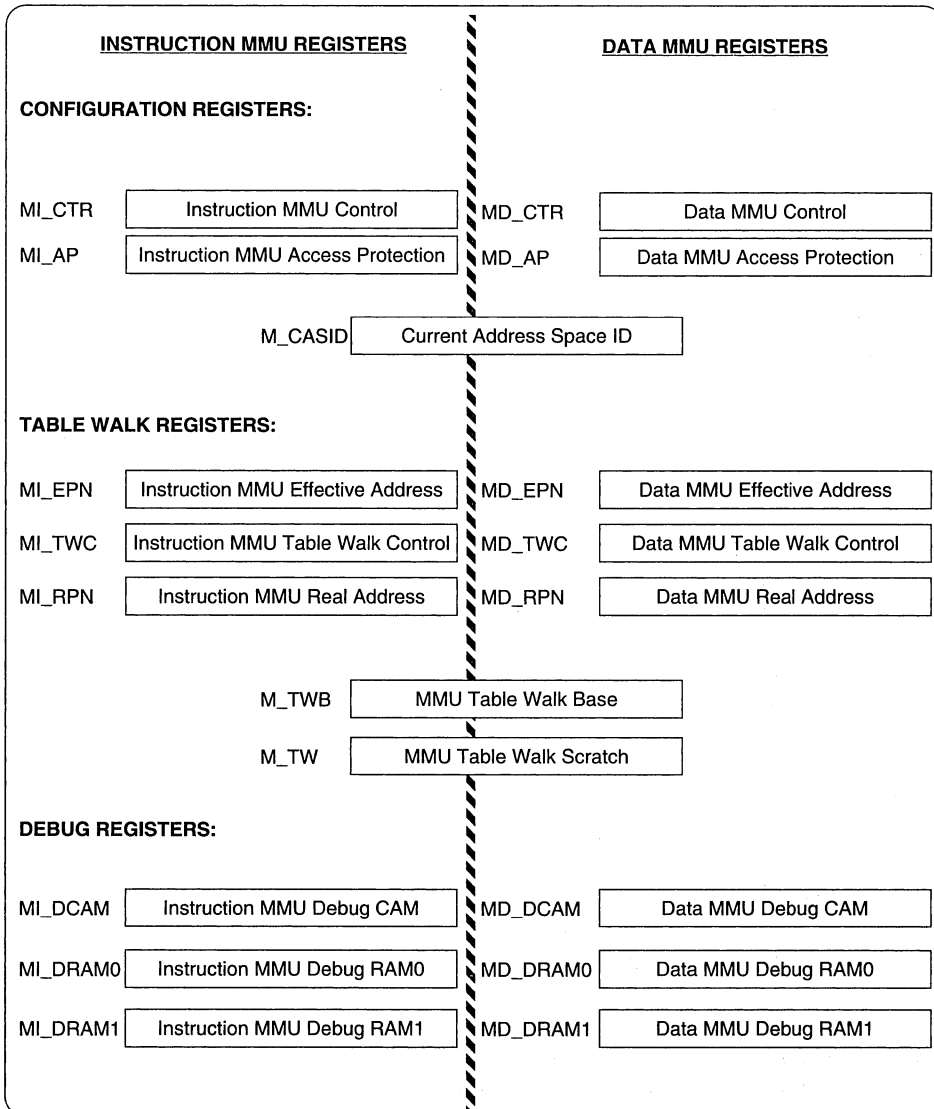 INSTRUCTION MMU REGISTERS DATA MMU REGISTERS
CONFIGURATION REGISTERS:
MI_CTR Instruction MMU Control MD_CTR Data MMU Control
MI_AP Instruction MMU Access Protection MD_AP Data MMU Access Protection
M_CASID Current Address Space ID
TABLE WALK REGISTERS:
MI_EPN Instruction MMU Effective Address MD_EPN Data MMU Effective Address
MI_TWC Instruction MMU Table Walk Control MD_TWC Data MMU Table Walk Control
MI_RPN Instruction MMU Real Address MD_RPN Data MMU Real Address
M_TWB MMU Table Walk Base
M_TW MMU Table Walk Scratch
DEBUG REGISTERS:
MI_DCAM Instruction MMU Debug CAM MD_DCAM Data MMU Debug CAM
MI_DRAM0 Instruction MMU Debug RAM0 MD_DRAM0 Data MMU Debug RAM0
MI_DRAM1 Instruction MMU Debug RAM1 MD_DRAM1 Data MMU Debug RAM1